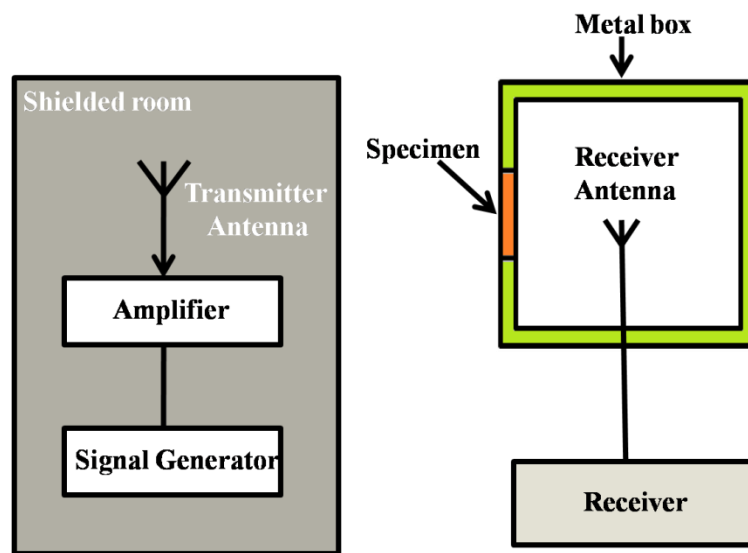 Shielded room
Transmitter
Antenna
Amplifier
Signal Generator
Metal box
Specimen
Receiver
Antenna
Receiver